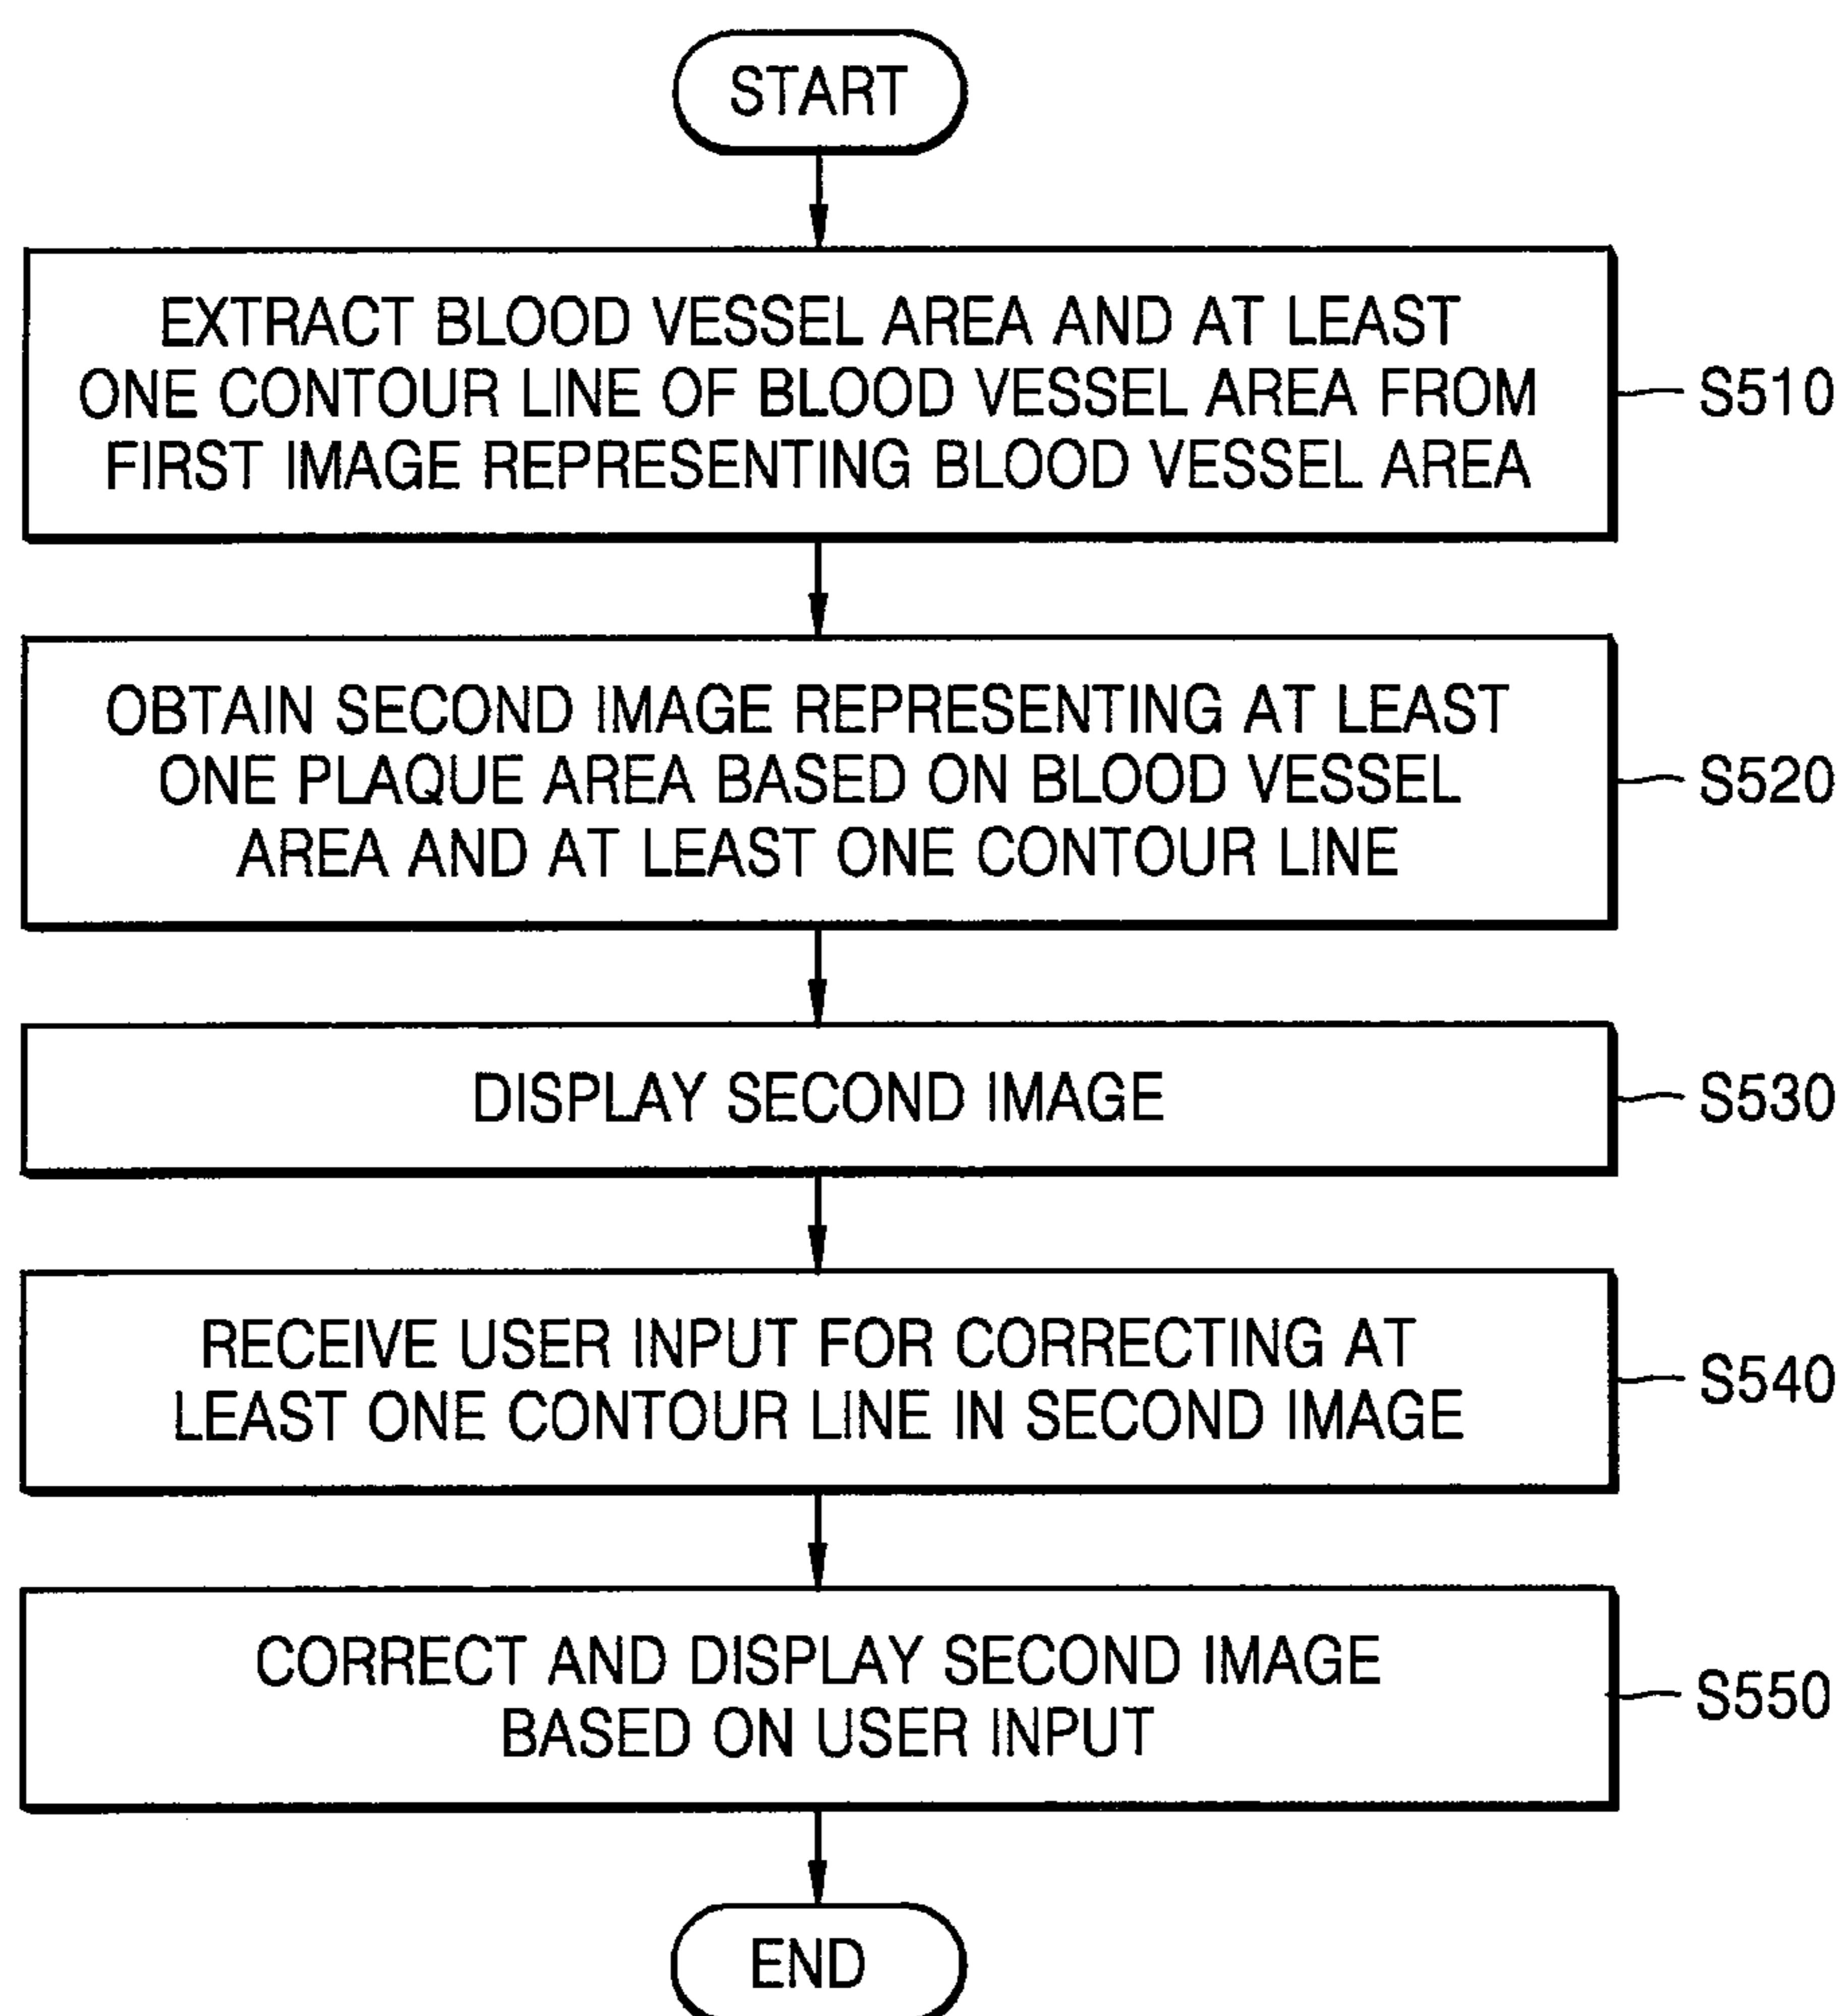 START
EXTRACT BLOOD VESSEL AREA AND AT LEAST
ONE CONTOUR LINE OF BLOOD VESSEL AREA FROM
FIRST IMAGE REPRESENTING BLOOD VESSEL AREA
S510
OBTAIN SECOND IMAGE REPRESENTING AT LEAST
ONE PLAQUE AREA BASED ON BLOOD VESSEL
AREA AND AT LEAST ONE CONTOUR LINE
S520
DISPLAY SECOND IMAGE
S530
RECEIVE USER INPUT FOR CORRECTING AT
LEAST ONE CONTOUR LINE IN SECOND IMAGE
S540
CORRECT AND DISPLAY SECOND IMAGE
BASED ON USER INPUT
S550
END